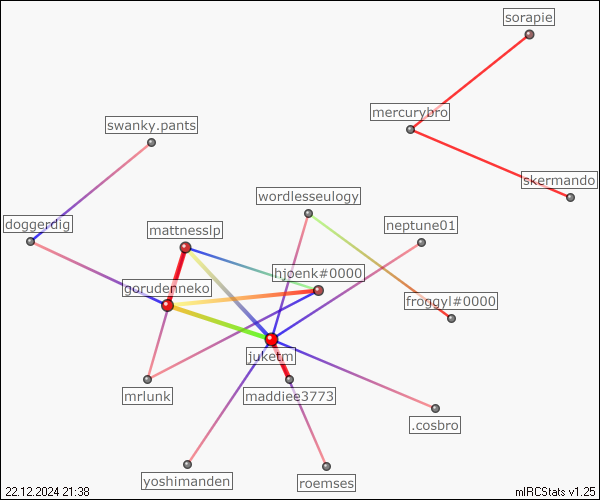 sorapie
mercurybro
swanky.pants
skermando
wordlesseulogy
doggerdig
mattnesslp
neptune01
hjoenk#0000
gorudenneko
froggyl#0000
juketm
mrlunk
maddiee3773
.cosbro
yoshimanden
roemses
22.12.2024 21:38
mIRCStats v1.25